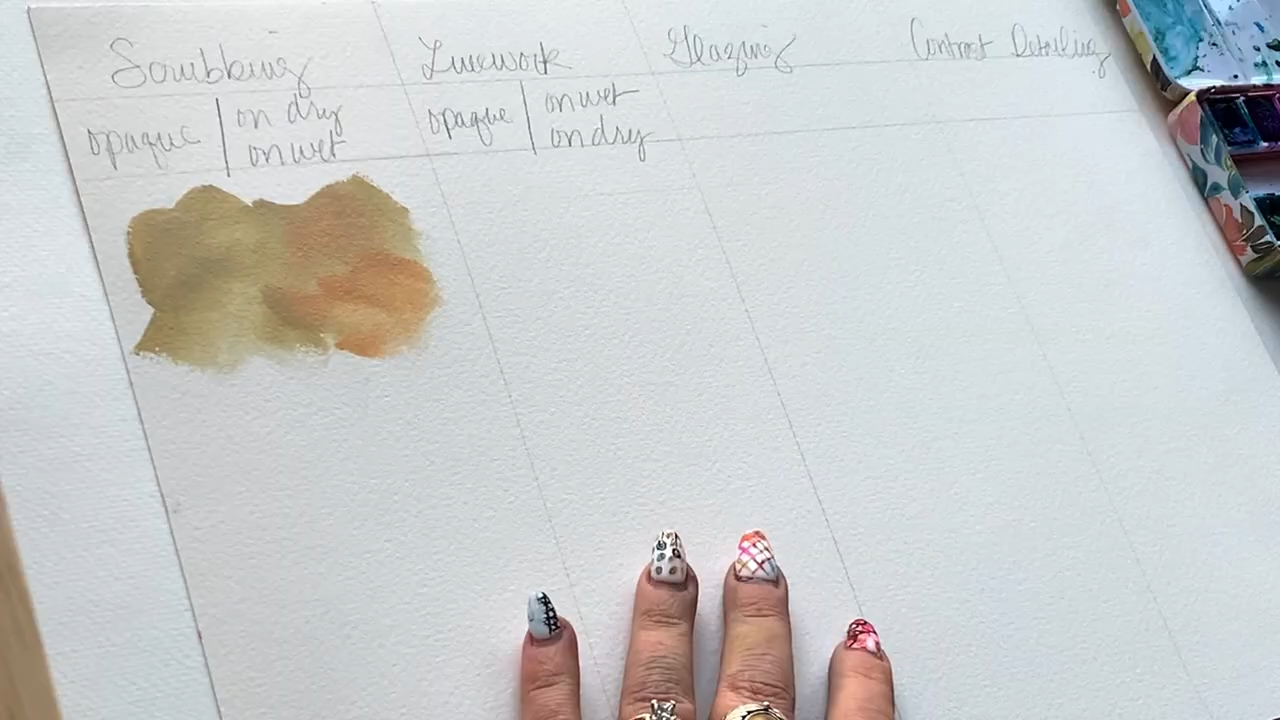 Scrubbing
Linework
Glazing
Contrast Detailing
opaque
on dry
on wet
opaque
on wet
on dry